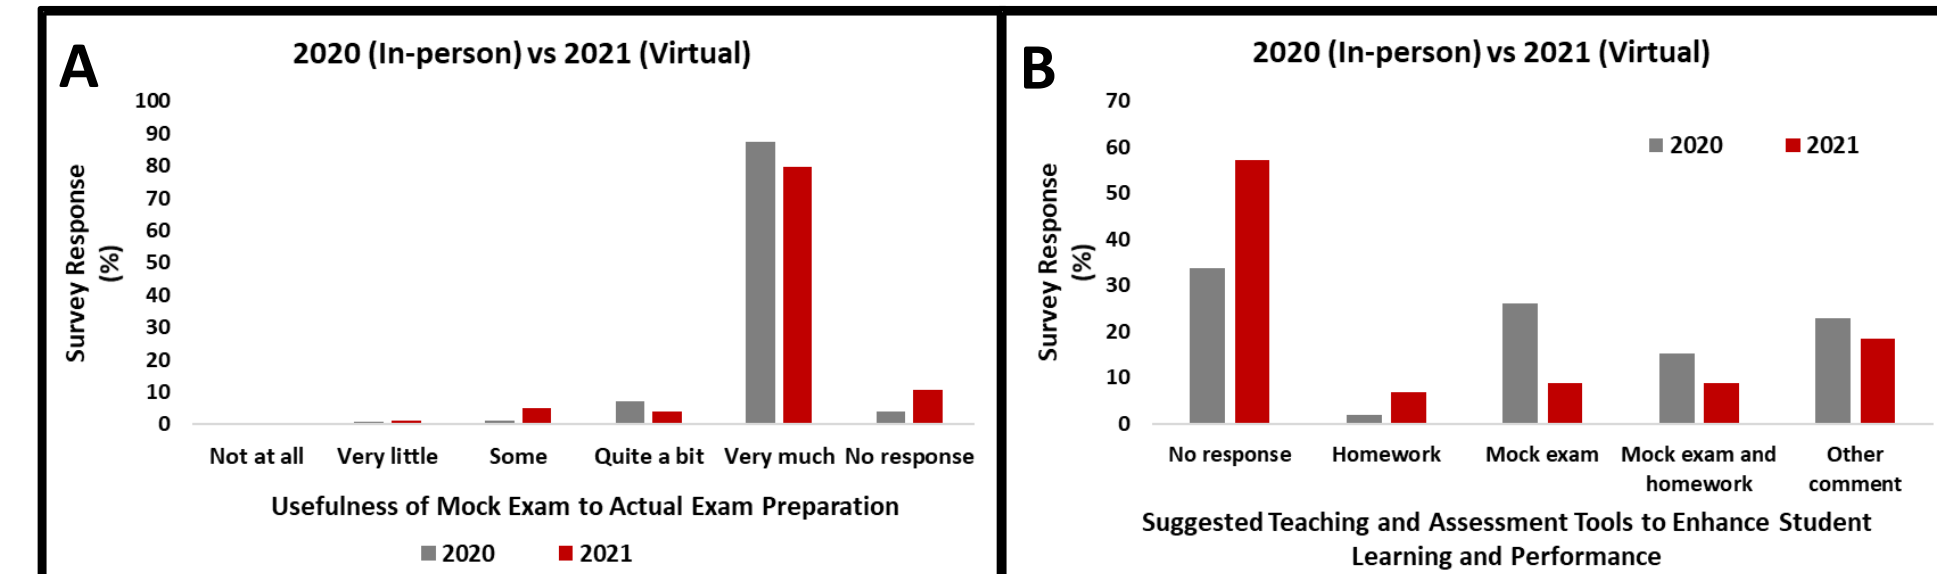 A
2020 (In-person) vs 2021 (Virtual)
100
90
80
70
60
50
40
30
20
10
0
Survey Response
(%)
Not at all Very little Some Quite a bit Very much No response
Usefulness of Mock Exam to Actual Exam Preparation
2020 2021
B
2020 (In-person) vs 2021 (Virtual)
70
60
50
40
30
20
10
0
Survey Response
(%)
2020 2021
No response Homework Mock exam Mock exam and Other
homework comment
Suggested Teaching and Assessment Tools to Enhance Student
Learning and Performance